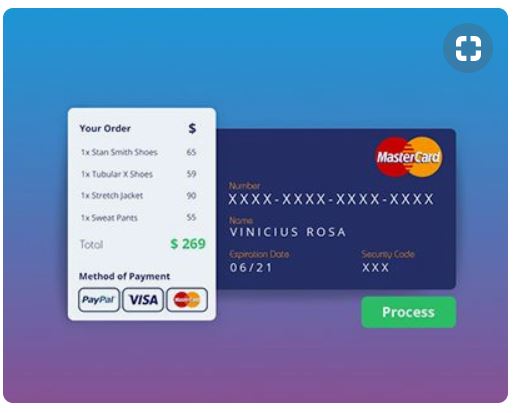 Your Order $
1x Stan Smith Shoes 65
1x Tubular X Shoes 59
1x Stretch Jacket 90
1x Sweat Pants 55
Total $ 269
Method of Payment
PayPal VISA MasterCard
MasterCard
Number
XXXX-XXXX-XXXX-XXXX
Name
VINICIUS ROSA
Expiration Date Security Code
06/21 XXX
Process